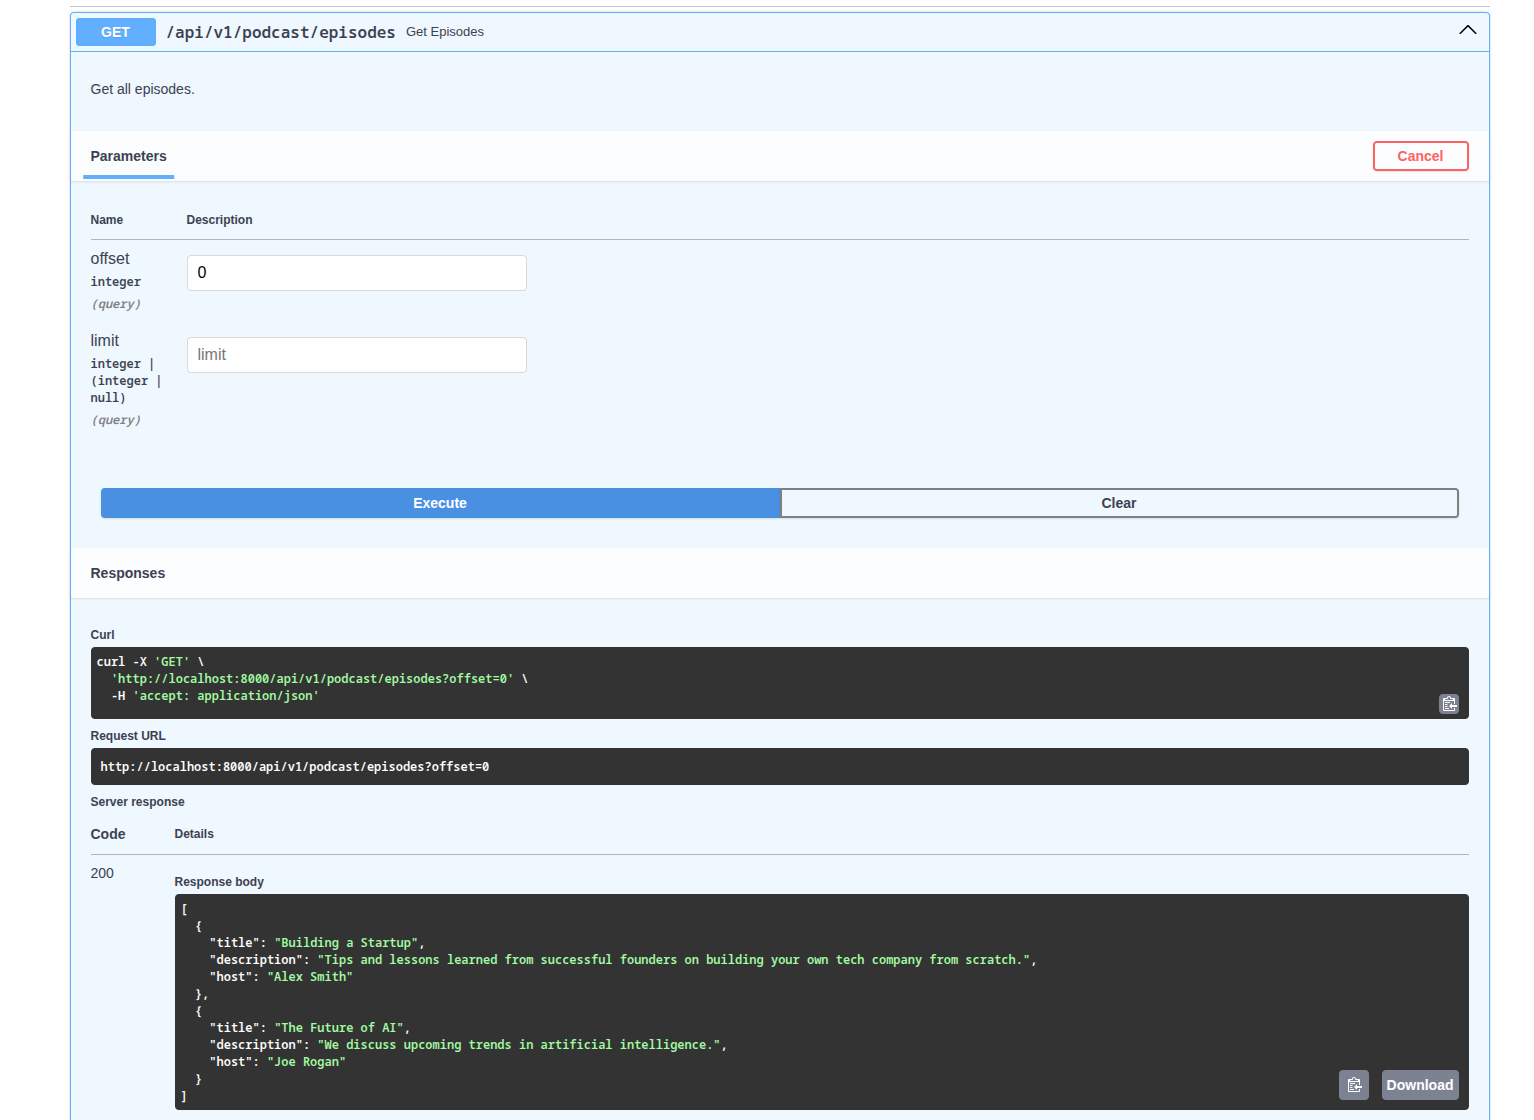 GET /api/v1/podcast/episodes Get Episodes
Get all episodes.
Parameters
Cancel
Name Description
offset
integer
(query)
0
limit
integer |
(integer |
null)
(query)
limit
Execute
Clear
Responses
Curl
curl -X 'GET' \
  'http://localhost:8000/api/v1/podcast/episodes?offset=0' \
  -H 'accept: application/json'
Request URL
http://localhost:8000/api/v1/podcast/episodes?offset=0
Server response
Code Details
200
Response body
[
  {
    "title": "Building a Startup",
    "description": "Tips and lessons learned from successful founders on building your own tech company from scratch.",
    "host": "Alex Smith"
  },
  {
    "title": "The Future of AI",
    "description": "We discuss upcoming trends in artificial intelligence.",
    "host": "Joe Rogan"
  }
]
Download